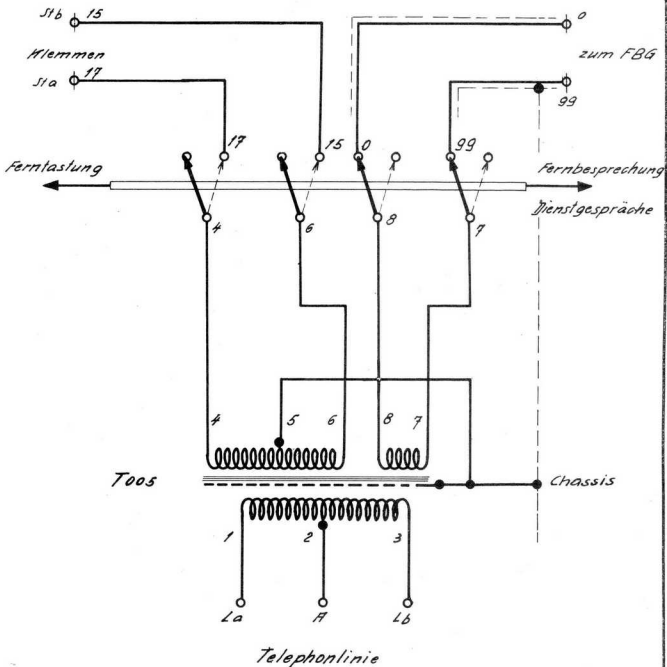 Stb 15
0
Klemmen
zum FBG
Sta 17
99
17
15
0
99
Ferntastung
Fernbesprechung
Dienstgespräche
4
6
8
7
4
5
6
8
7
T005
Chassis
1
2
3
La
A
Lb
Telephonlinie